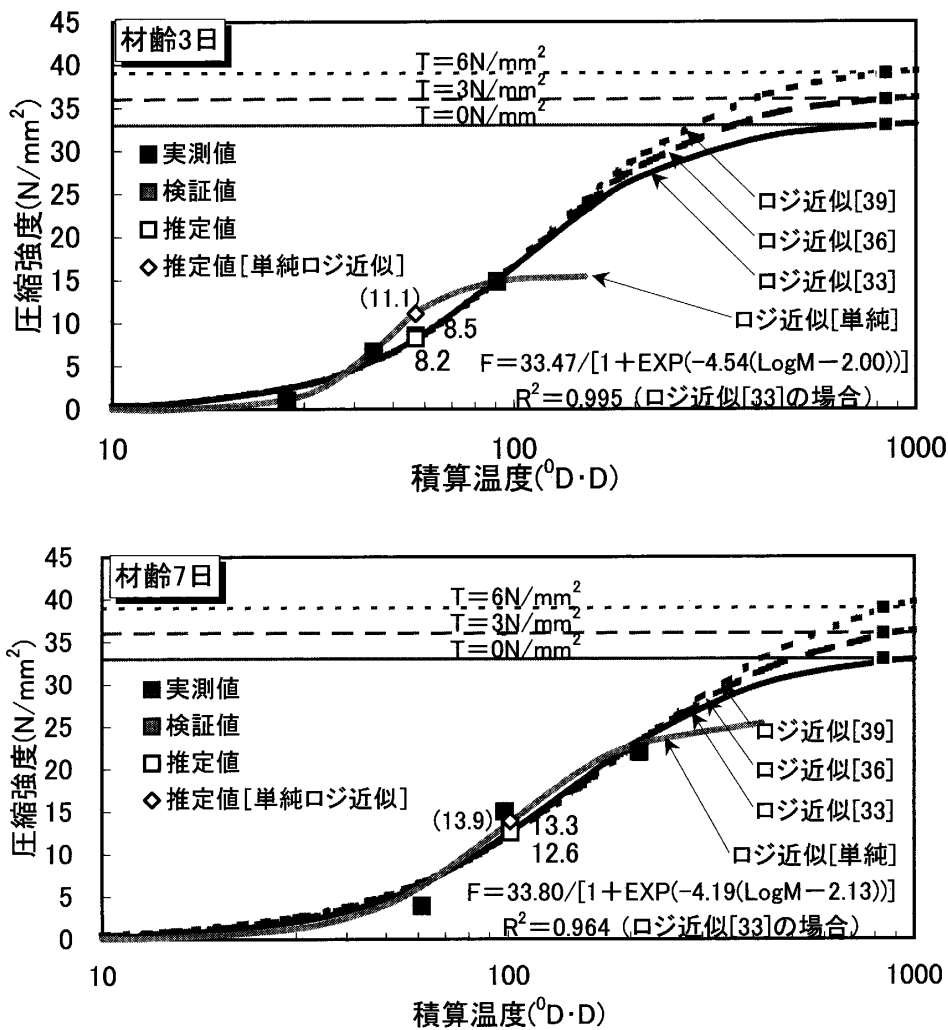 材齢3日
45
40
35
30
25
20
15
10
5
0
圧縮強度(N/mm²)
T=6N/mm²
T=3N/mm²
T=0N/mm²
実測値
検証値
推定値
推定値[単純ロジ近似]
(11.1)
8.5
8.2
ロジ近似[39]
ロジ近似[36]
ロジ近似[33]
ロジ近似[単純]
F=33.47/[1+EXP(-4.54(LogM-2.00))]
R²=0.995 (ロジ近似[33]の場合)
10 100 1000
積算温度(⁰D·D)
材齢7日
45
40
35
30
25
20
15
10
5
0
圧縮強度(N/mm²)
T=6N/mm²
T=3N/mm²
T=0N/mm²
実測値
検証値
推定値
推定値[単純ロジ近似]
(13.9)
13.3
12.6
ロジ近似[39]
ロジ近似[36]
ロジ近似[33]
ロジ近似[単純]
F=33.80/[1+EXP(-4.19(LogM-2.13))]
R²=0.964 (ロジ近似[33]の場合)
10 100 1000
積算温度(⁰D·D)